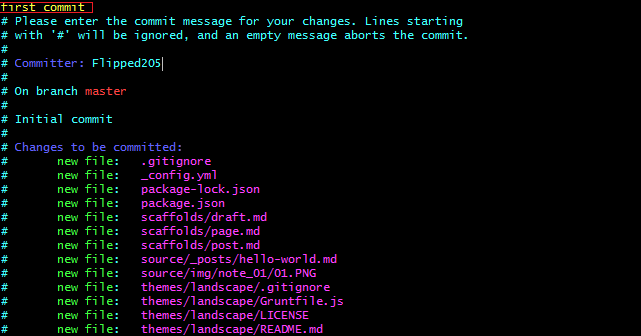 first commit
# Please enter the commit message for your changes. Lines starting
# with '#' will be ignored, and an empty message aborts the commit.
#
# Committer: Flipped205
#
# On branch master
#
# Initial commit
#
# Changes to be committed:
#       new file:   .gitignore
#       new file:   _config.yml
#       new file:   package-lock.json
#       new file:   package.json
#       new file:   scaffolds/draft.md
#       new file:   scaffolds/page.md
#       new file:   scaffolds/post.md
#       new file:   source/_posts/hello-world.md
#       new file:   source/img/note_01/01.PNG
#       new file:   themes/landscape/.gitignore
#       new file:   themes/landscape/Gruntfile.js
#       new file:   themes/landscape/LICENSE
#       new file:   themes/landscape/README.md